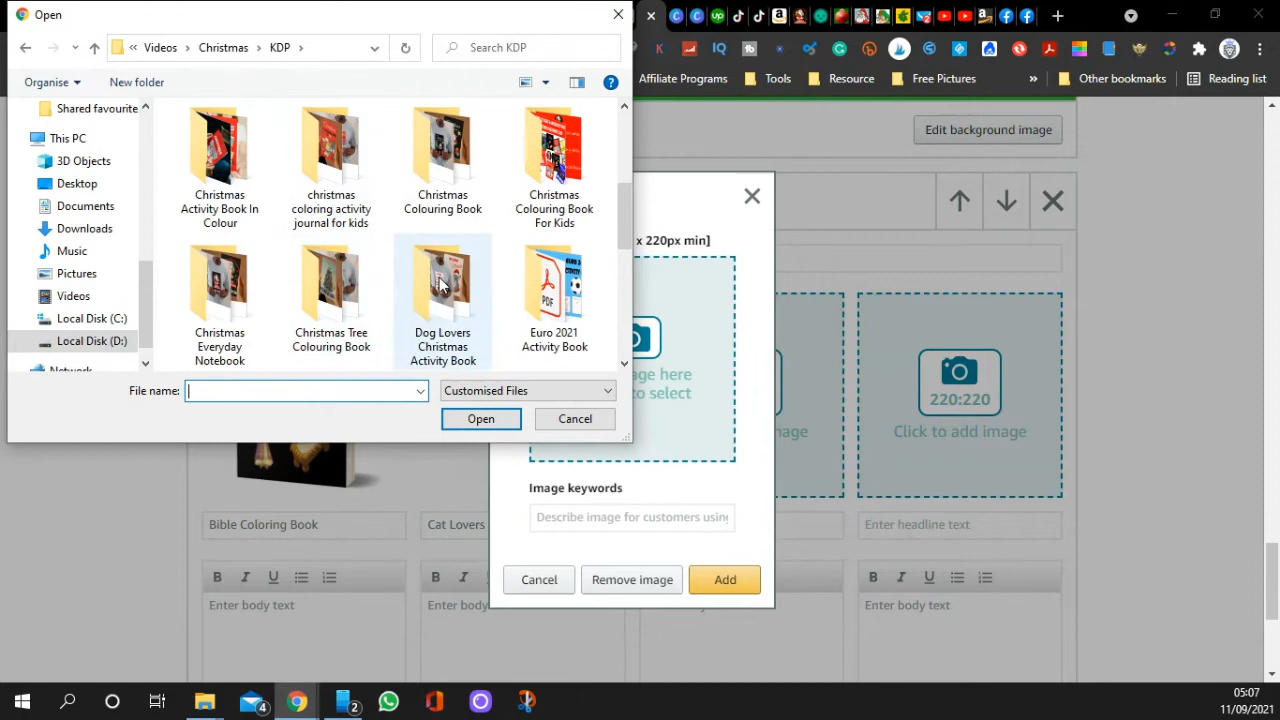 Open
Videos
Christmas
KDP
Search KDP
Organise
New folder
Shared favourite
This PC
3D Objects
Desktop
Documents
Downloads
Music
Pictures
Videos
Local Disk (C:)
Local Disk (D:)
Christmas
Activity Book In
Colour
christmas
coloring activity
journal for kids
Christmas
Colouring Book
Christmas
Colouring Book
For Kids
Christmas
Everyday
Notebook
Christmas Tree
Colouring Book
Dog Lovers
Christmas
Activity Book
PDF
Euro 2021
Activity Book
File name:
Customised Files
Open
Cancel
Affiliate Programs
Tools
Resource
Free Pictures
»
Other bookmarks
Reading list
Edit background image
x 220px min]
age here
to select
Image keywords
Describe image for customers using
Cancel
Remove image
Add
220:220
Click to add image
Bible Coloring Book
Cat Lovers
Enter headline text
B I U
B I
B I U
Enter body text
Enter body
Enter body text
4
2
05:07
11/09/2021